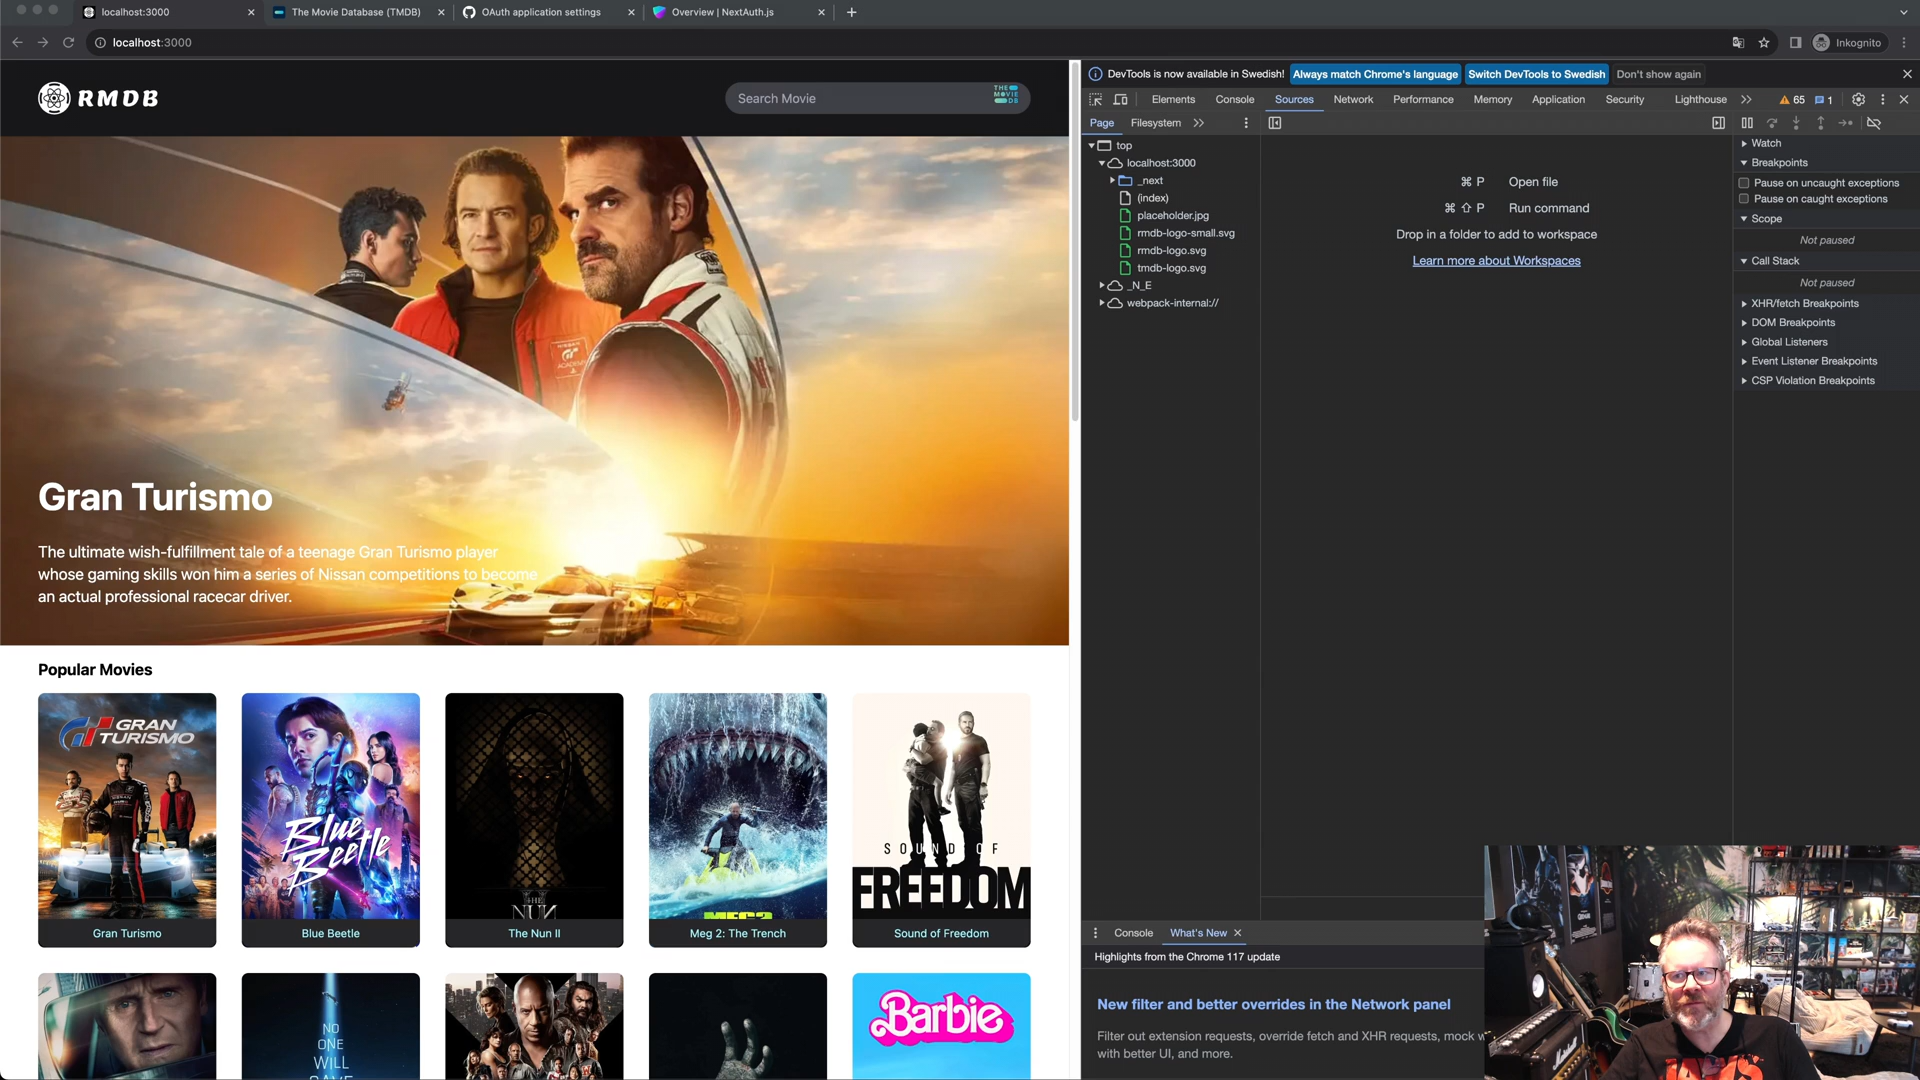 localhost:3000
The Movie Database (TMDB)
OAuth application settings
Overview | NextAuth.js
localhost:3000
Inkognito
RMDB
Search Movie
THE
MOVIE
DB
Gran Turismo
The ultimate wish-fulfillment tale of a teenage Gran Turismo player
whose gaming skills won him a series of Nissan competitions to become
an actual professional racecar driver.
Popular Movies
GRAN
TURISMO
Gran Turismo
Blue
Beetle
Blue Beetle
THE
NUN
The Nun II
MEG2
Meg 2: The Trench
SOUND OF
FREEDOM
Sound of Freedom
NO
ONE
WILL
SAVE
Barbie
DevTools is now available in Swedish!
Always match Chrome's language
Switch DevTools to Swedish
Don't show again
Elements
Console
Sources
Network
Performance
Memory
Application
Security
Lighthouse
65
1
Page
Filesystem
top
localhost:3000
_next
(index)
placeholder.jpg
rmdb-logo-small.svg
rmdb-logo.svg
tmdb-logo.svg
_N_E
webpack-internal://
⌘ P Open file
⌘ ⇧ P Run command
Drop in a folder to add to workspace
Learn more about Workspaces
Watch
Breakpoints
Pause on uncaught exceptions
Pause on caught exceptions
Scope
Not paused
Call Stack
Not paused
XHR/fetch Breakpoints
DOM Breakpoints
Global Listeners
Event Listener Breakpoints
CSP Violation Breakpoints
Console
What's New
Highlights from the Chrome 117 update
New filter and better overrides in the Network panel
Filter out extension requests, override fetch and XHR requests, mock
with better UI, and more.